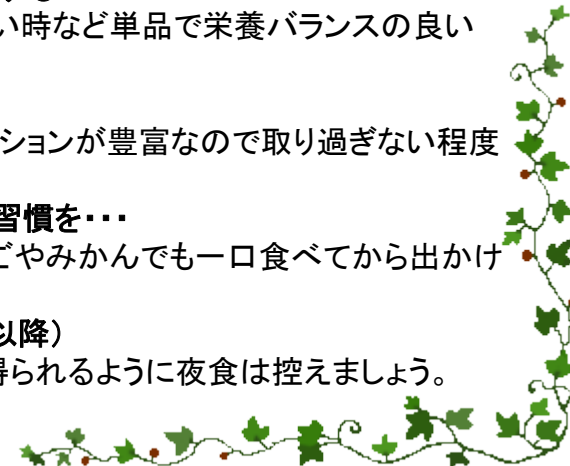 い時など単品で栄養バランスの良い
ションが豊富なので取り過ぎない程度
習慣を・・・
ごやみかんでも一口食べてから出かけ
以降）
得られるように夜食は控えましょう。